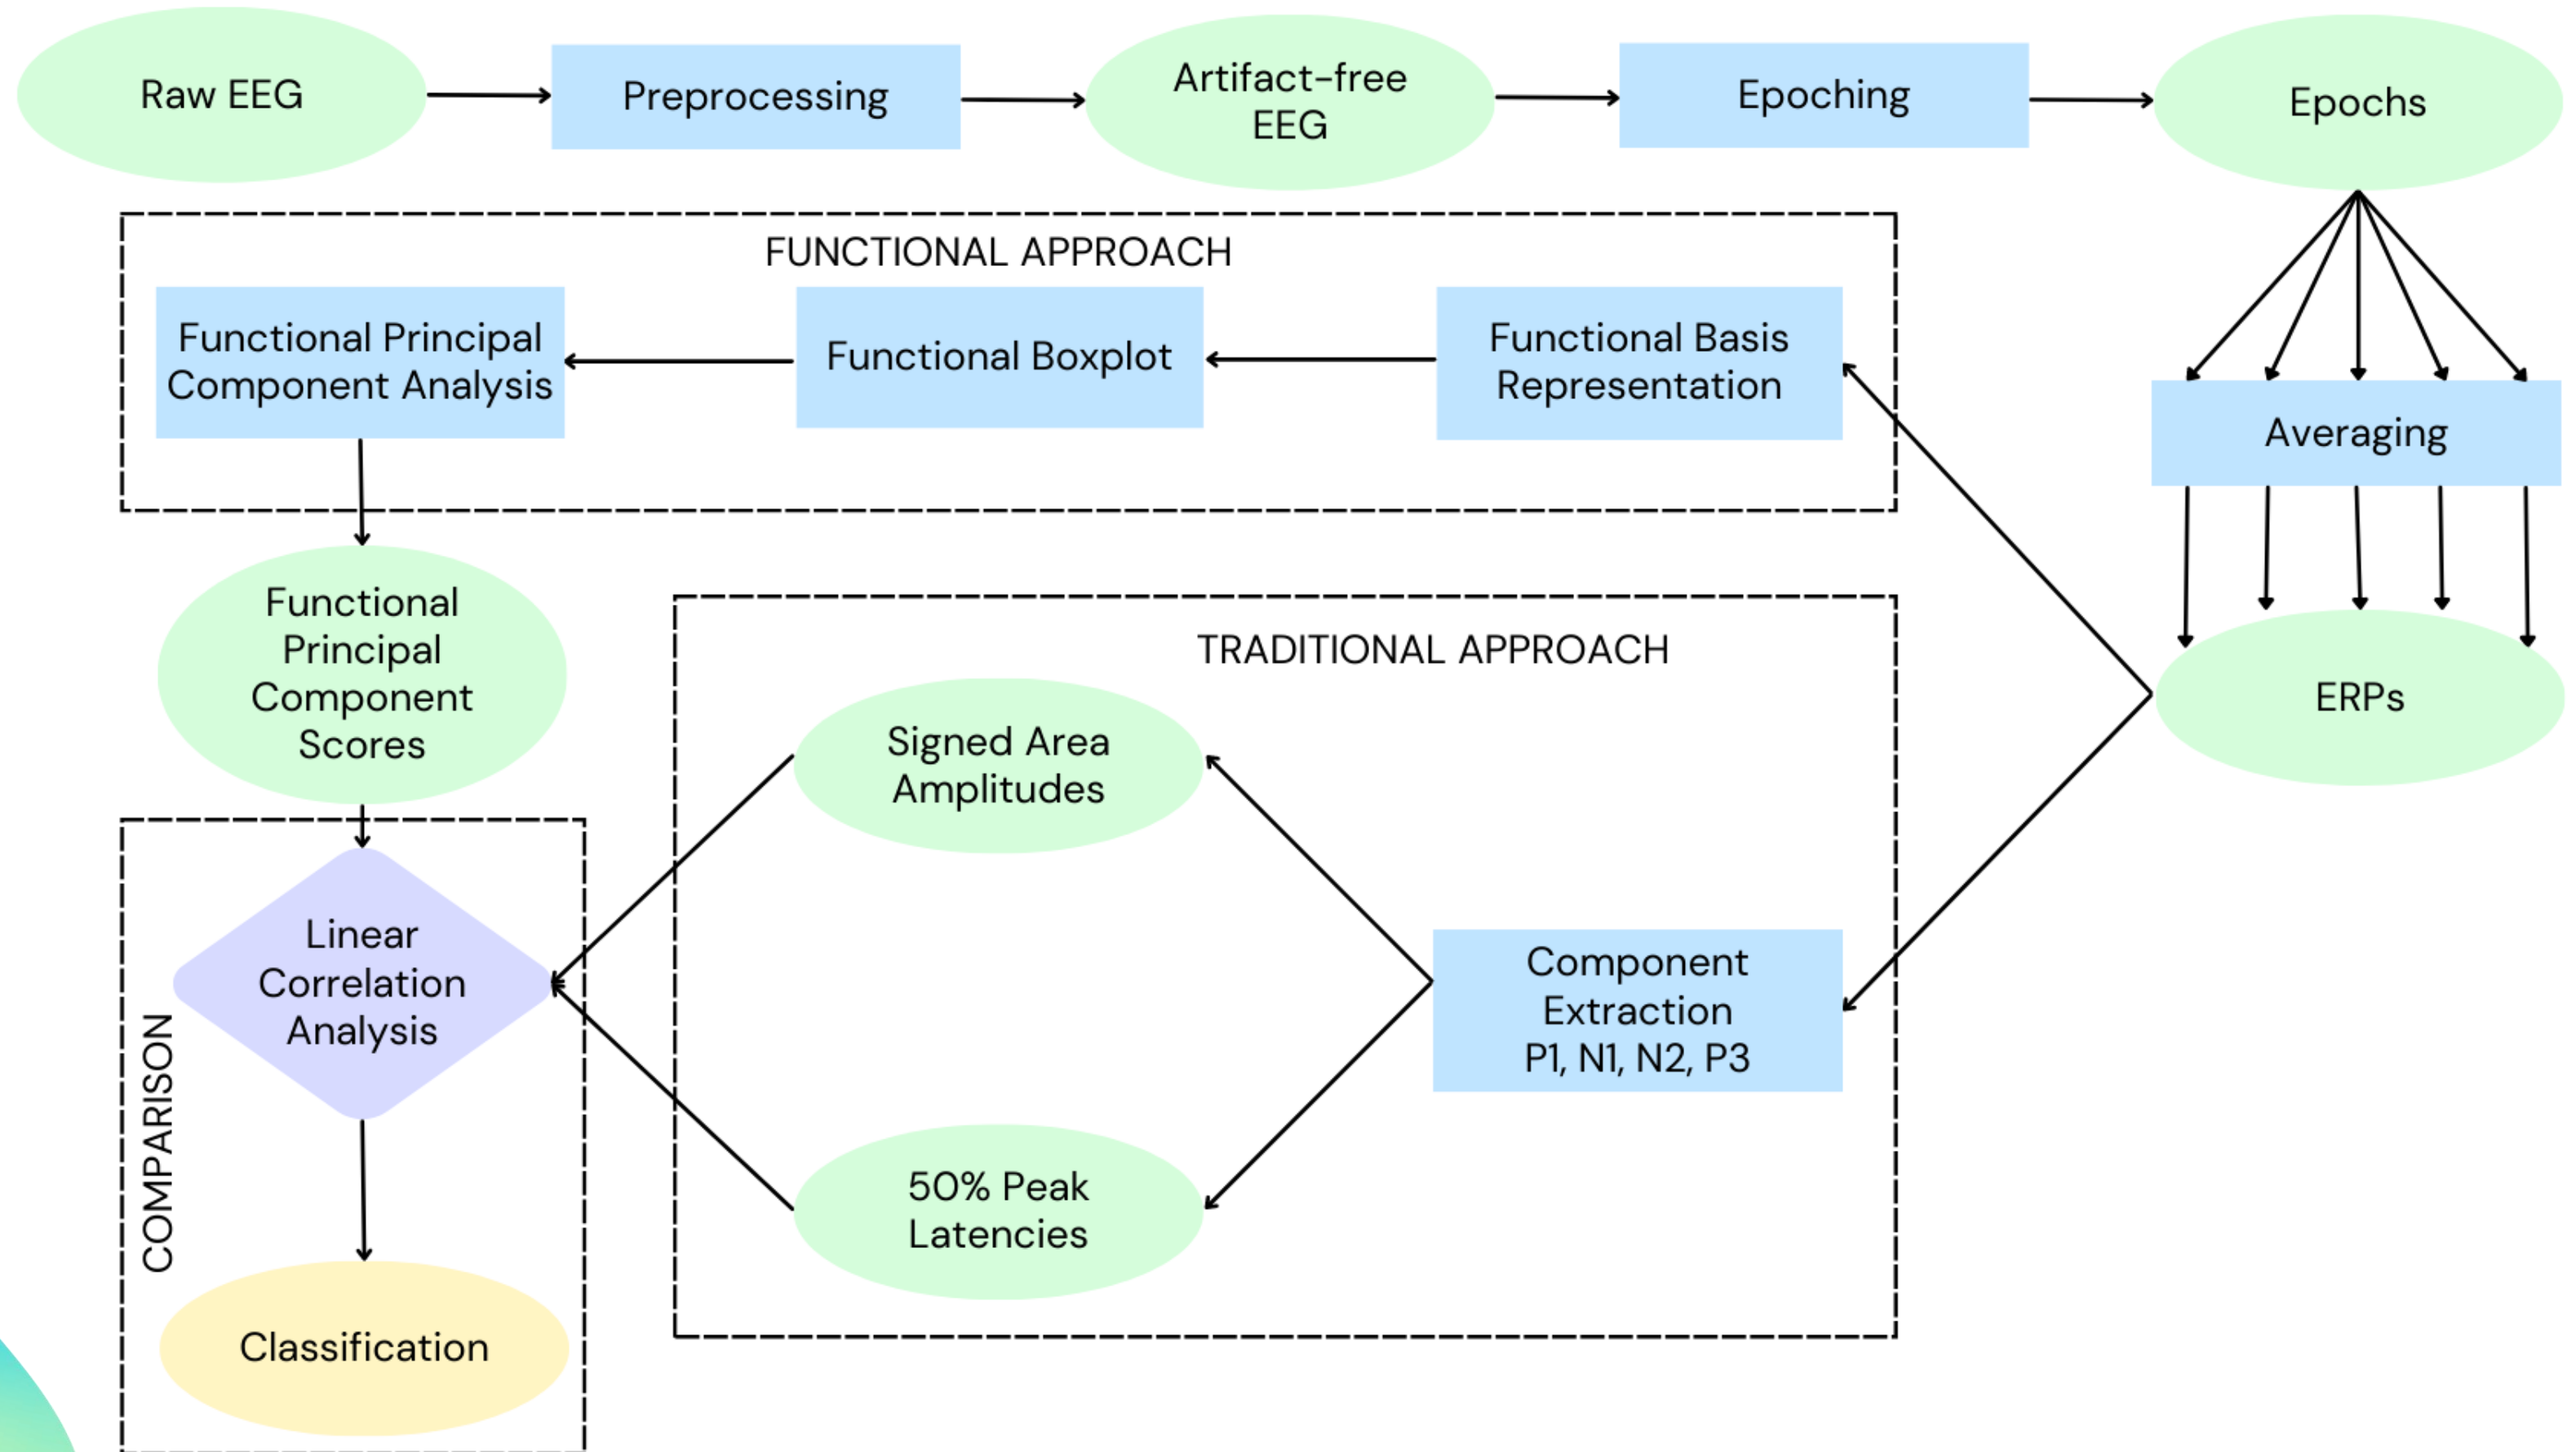 Raw EEG
Preprocessing
Artifact-free
EEG
Epoching
Epochs
FUNCTIONAL APPROACH
Functional Principal
Component Analysis
Functional Boxplot
Functional Basis
Representation
Averaging
Functional
Principal
Component
Scores
TRADITIONAL APPROACH
Signed Area
Amplitudes
ERPs
Linear
Correlation
Analysis
Component
Extraction
P1, N1, N2, P3
COMPARISON
50% Peak
Latencies
Classification